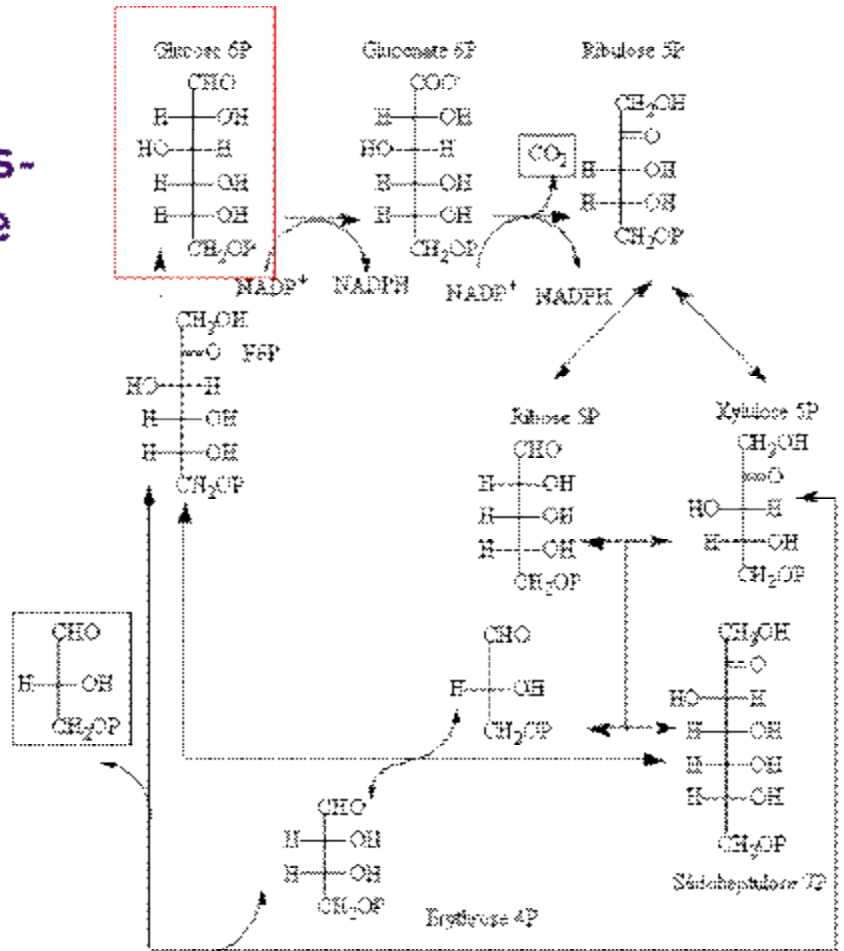 s-
e
Glucose 6P
CHO
H OH
HO H
H OH
H OH
CH2OP
Gluconate 6P
COO-
H OH
HO H
H OH
H OH
CH2OP
Ribulose 5P
CH2OH
O
H OH
H OH
CH2OP
CO2
NADP+ NADPH
NADP+ NADPH
CH2OH
O F6P
HO H
H OH
H OH
CH2OP
Ribose 5P
CHO
H OH
H OH
H OH
CH2OP
Xylulose 5P
CH2OH
O
HO H
H OH
CH2OP
CHO
H OH
CH2OP
CHO
H OH
CH2OP
CH2OH
O
HO H
H OH
H OH
H OH
CH2OP
Sedoheptulose 7P
CHO
H OH
H OH
CH2OP
Erythrose 4P